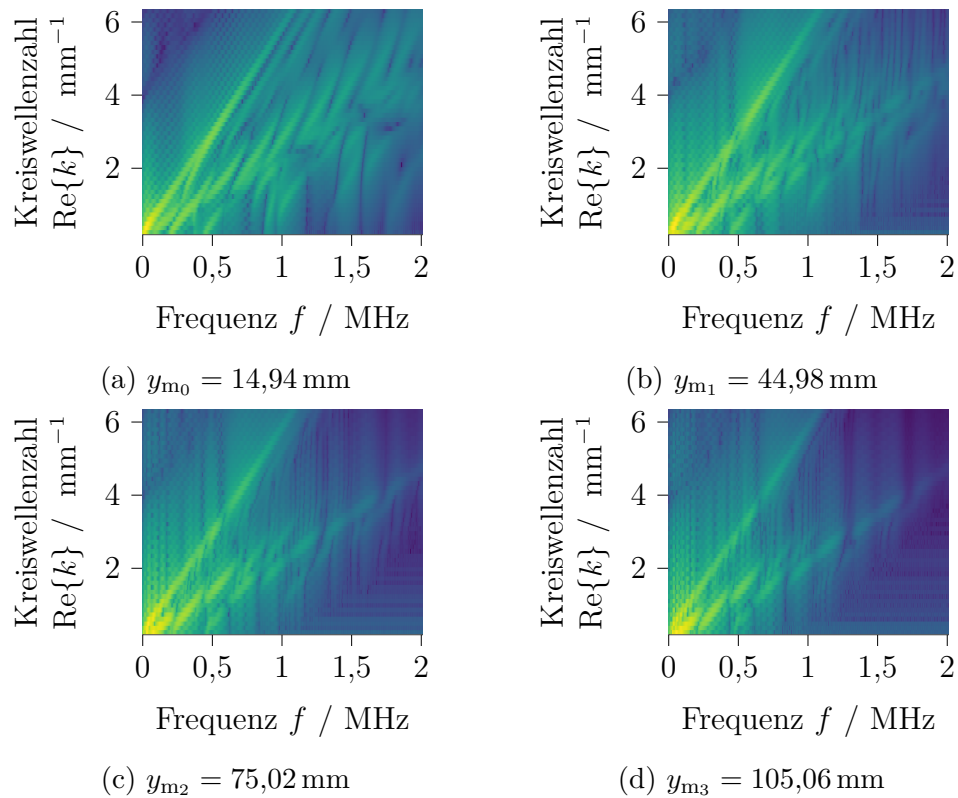 Kreiswellenzahl
Re{k} / mm⁻¹
6
4
2
0 0,5 1 1,5 2
Frequenz f / MHz
(a) yₘ₀ = 14,94 mm
Kreiswellenzahl
Re{k} / mm⁻¹
6
4
2
0 0,5 1 1,5 2
Frequenz f / MHz
(b) yₘ₁ = 44,98 mm
Kreiswellenzahl
Re{k} / mm⁻¹
6
4
2
0 0,5 1 1,5 2
Frequenz f / MHz
(c) yₘ₂ = 75,02 mm
Kreiswellenzahl
Re{k} / mm⁻¹
6
4
2
0 0,5 1 1,5 2
Frequenz f / MHz
(d) yₘ₃ = 105,06 mm